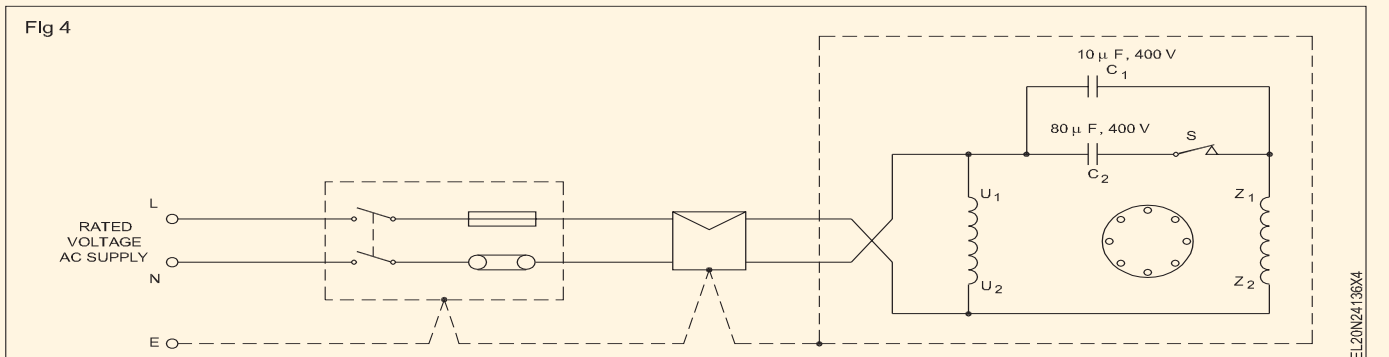 Fig 4
10 µ F, 400 V
C1
80 µ F, 400 V
S
C2
L
RATED
VOLTAGE
AC SUPPLY
N
E
U1
U2
Z1
Z2
EL20N24136X4